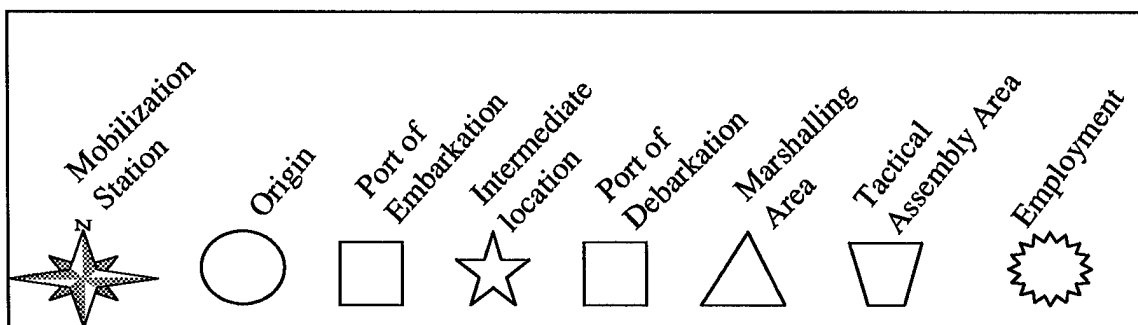 Mobilization
Station
Origin
Port of
Embarkation
Intermediate
location
Port of
Debarkation
Marshalling
Area
Tactical
Assembly Area
Employment
N